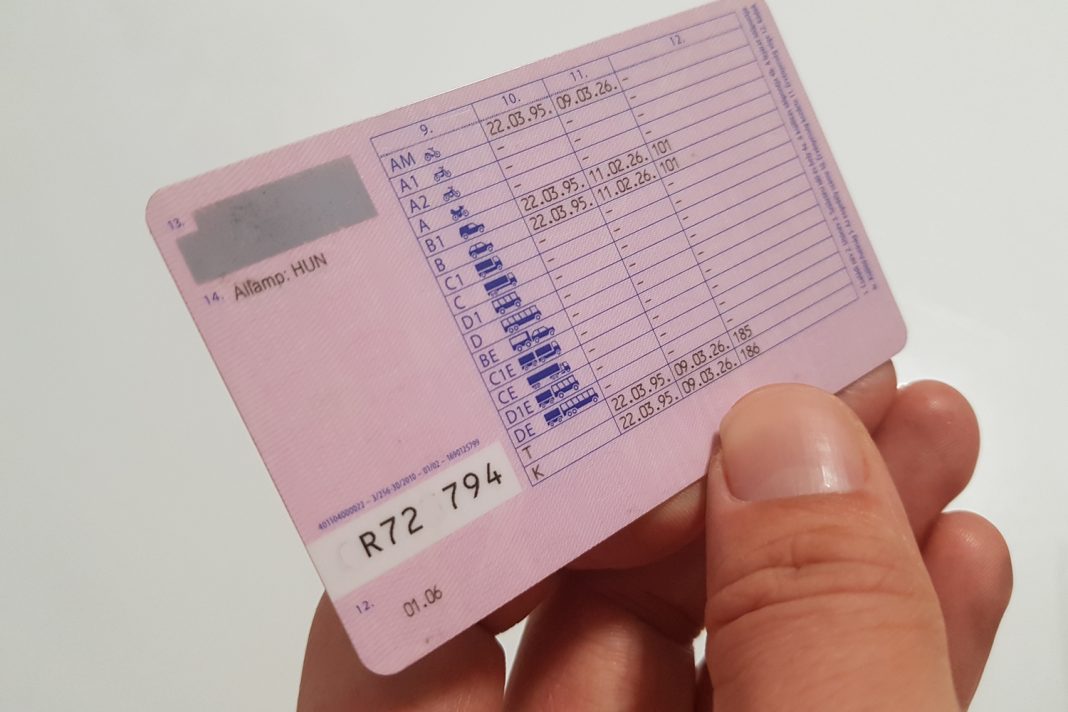 13.
14. Államp: HUN
9. 10. 11. 12.
AM 22.03.95. 09.03.26. -
A1 - - -
A2 - - -
A - - -
B1 22.03.95. 11.02.26. 101
B 22.03.95. 11.02.26. 101
C1 - - -
C - - -
D1 - - -
D - - -
BE - - -
C1E - - -
CE - - -
D1E - - -
DE - - -
T 22.03.95. 09.03.26. 185
K 22.03.95. 09.03.26. 186
R72 794
12. 01.06